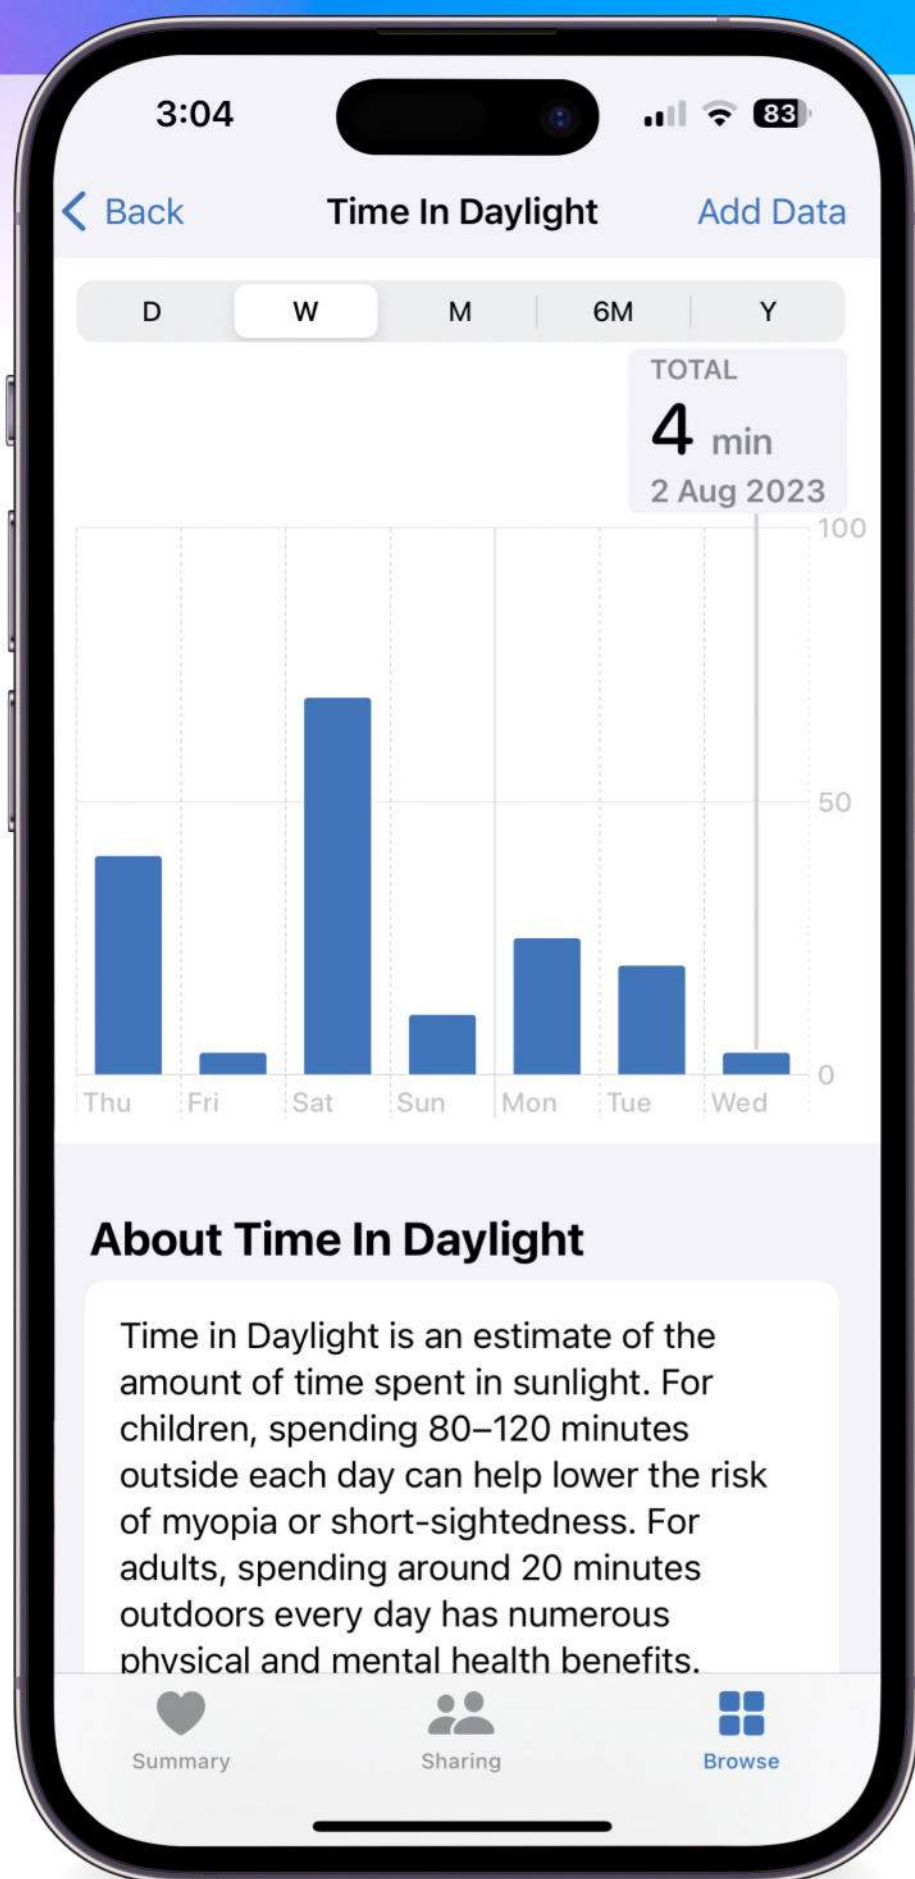 3:04
83
Back
Time In Daylight
Add Data
D
W
M
6M
Y
TOTAL
4 min
2 Aug 2023
100
50
0
Thu
Fri
Sat
Sun
Mon
Tue
Wed
About Time In Daylight
Time in Daylight is an estimate of the
amount of time spent in sunlight. For
children, spending 80–120 minutes
outside each day can help lower the risk
of myopia or short-sightedness. For
adults, spending around 20 minutes
outdoors every day has numerous
physical and mental health benefits.
Summary
Sharing
Browse